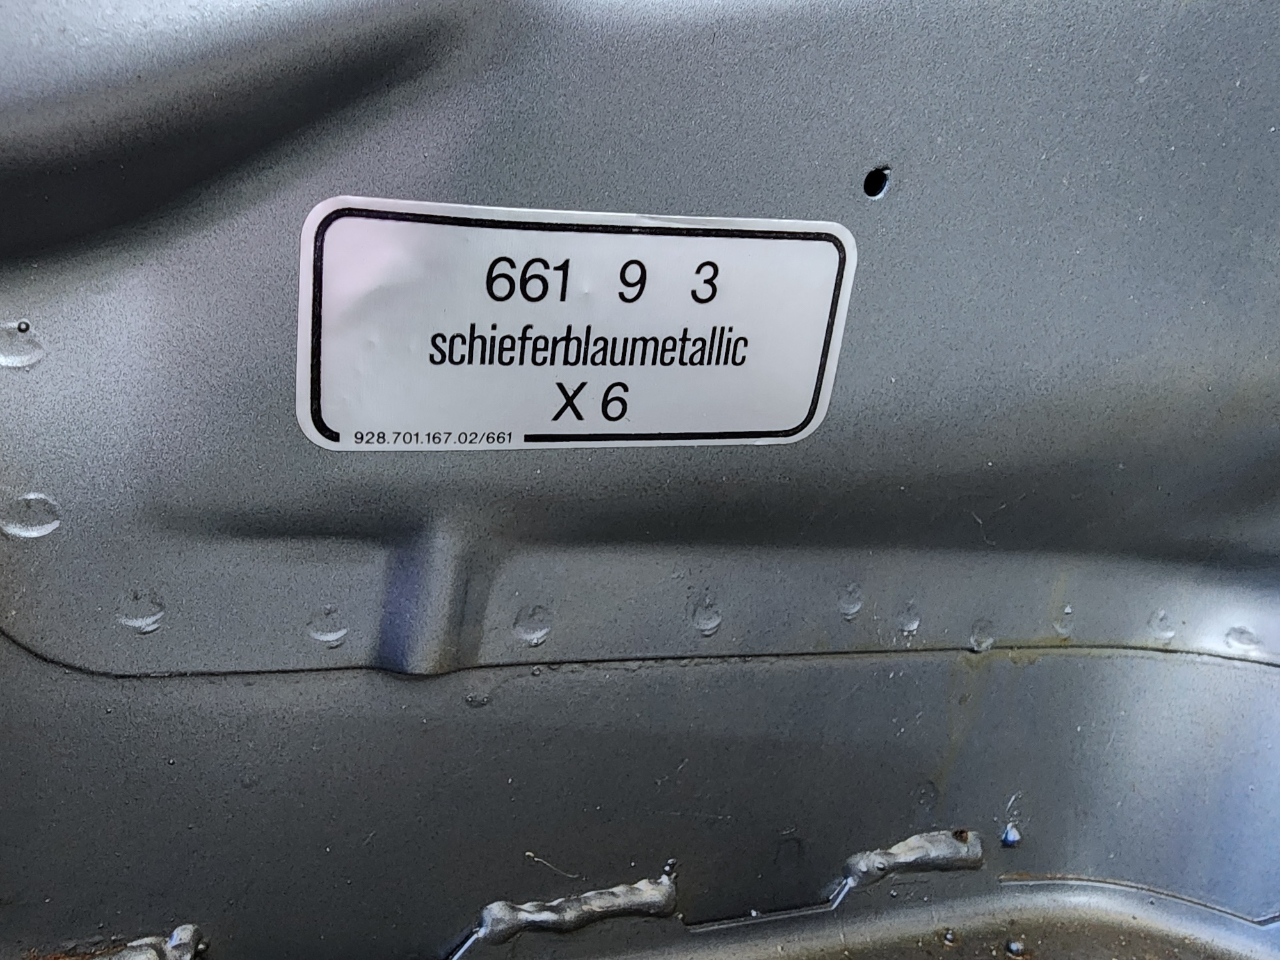 661 9 3
schieferblaumetallic
X 6
928.701.167.02/661